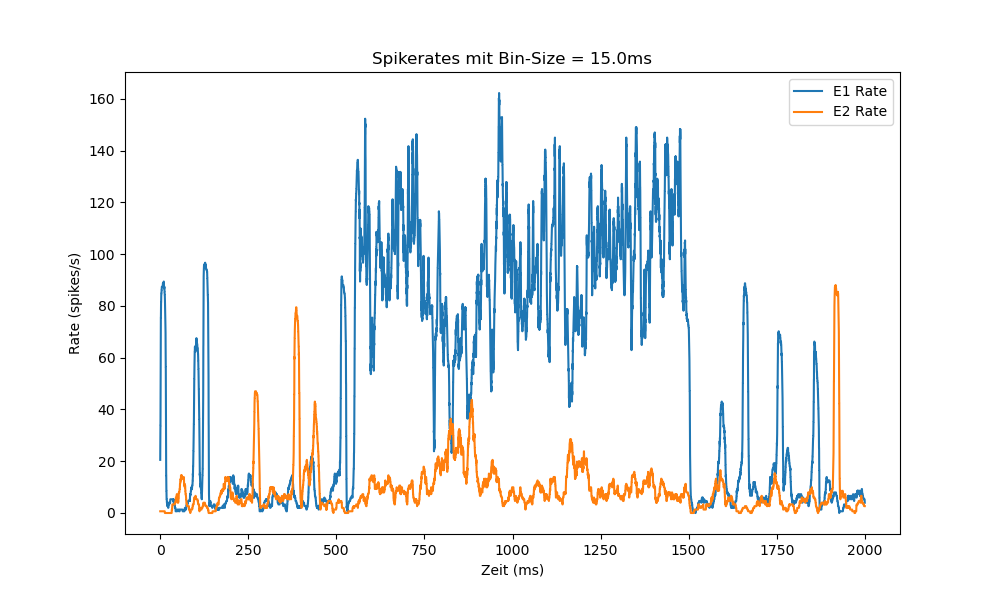 Spikerates mit Bin-Size = 15.0ms
E1 Rate
E2 Rate
Rate (spikes/s)
160
140
120
100
80
60
40
20
0
0 250 500 750 1000 1250 1500 1750 2000
Zeit (ms)